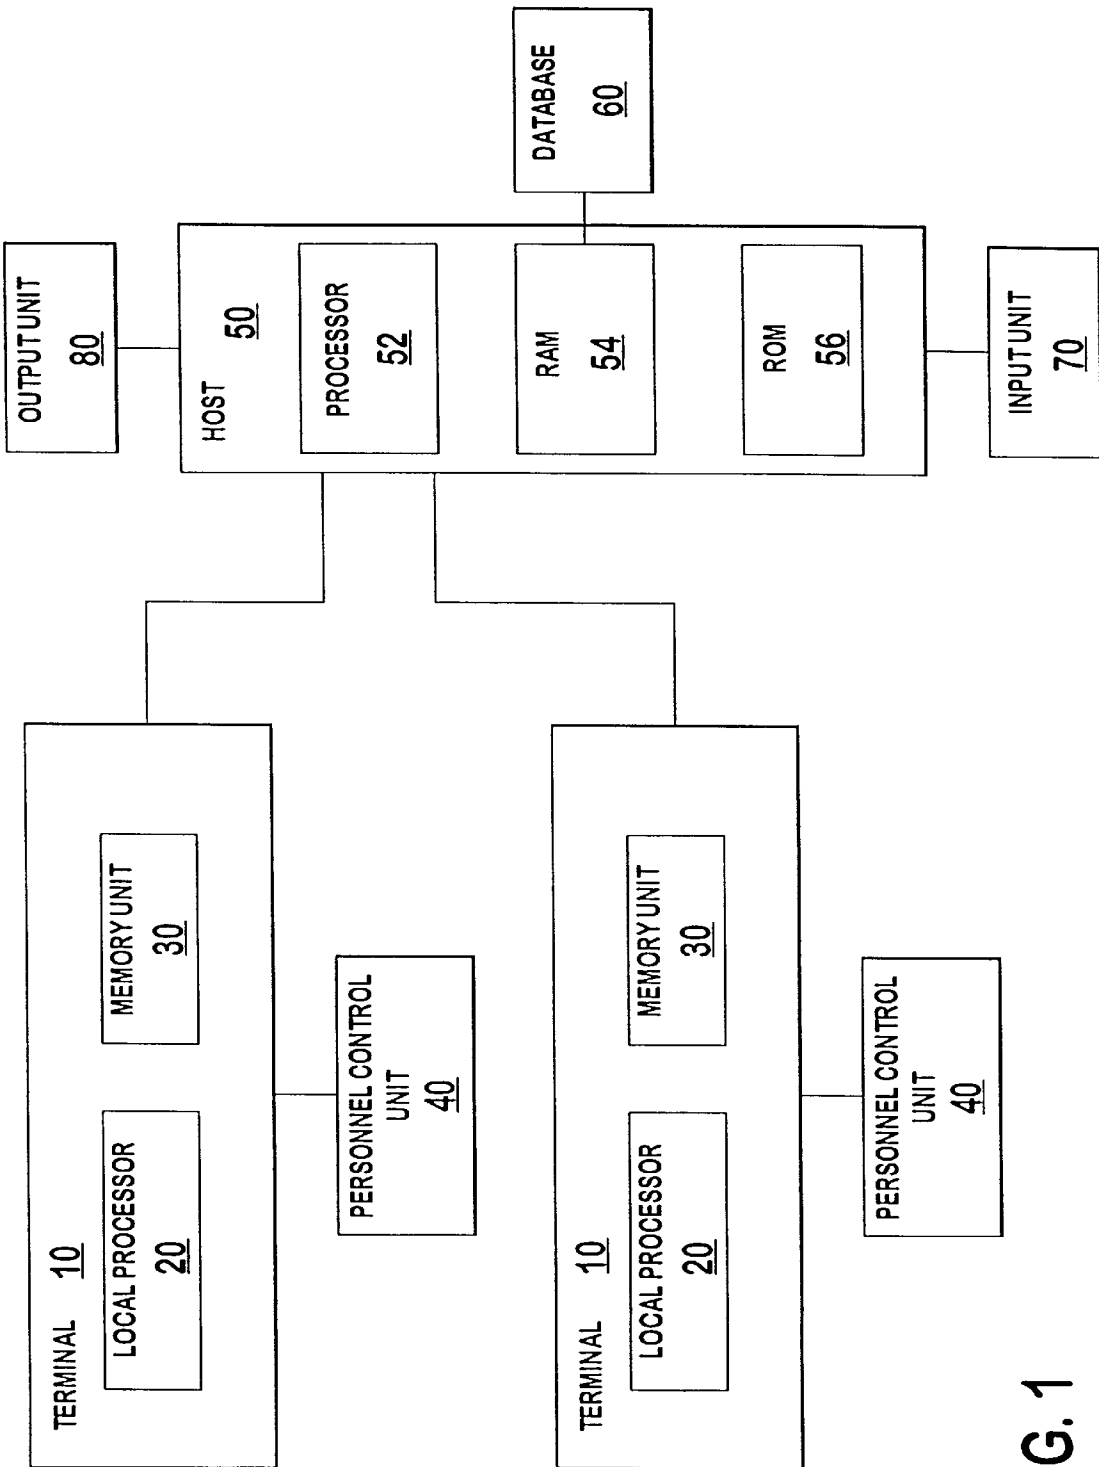 TERMINAL 10
LOCAL PROCESSOR
20
MEMORY UNIT
30
PERSONNEL CONTROL
UNIT
40
TERMINAL 10
LOCAL PROCESSOR
20
MEMORY UNIT
30
PERSONNEL CONTROL
UNIT
40
OUTPUT UNIT
80
HOST 50
PROCESSOR
52
RAM
54
ROM
56
DATABASE
60
INPUT UNIT
70
G. 1